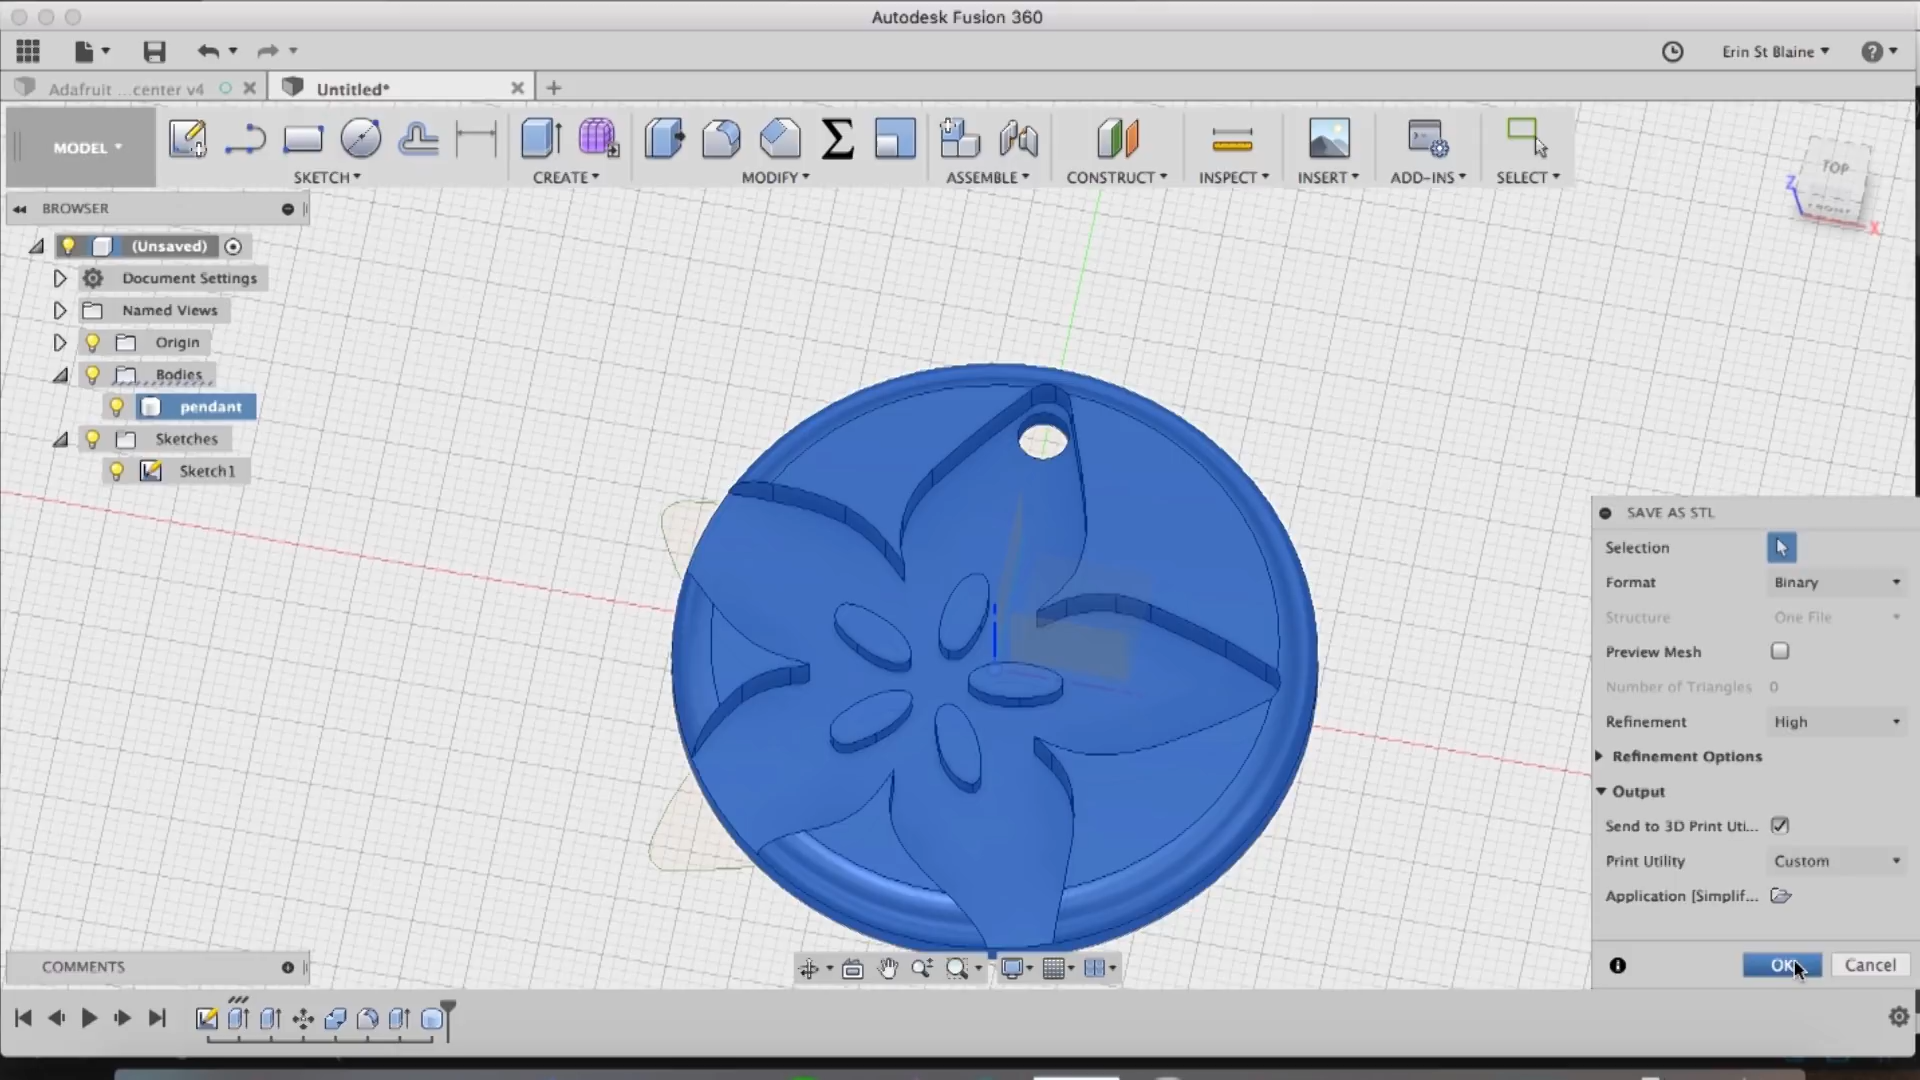 Autodesk Fusion 360
Erin St Blaine
Adafruit ...center v4
Untitled*
MODEL
SKETCH
CREATE
MODIFY
ASSEMBLE
CONSTRUCT
INSPECT
INSERT
ADD-INS
SELECT
TOP
FRONT
Z
X
BROWSER
(Unsaved)
Document Settings
Named Views
Origin
Bodies
pendant
Sketches
Sketch1
SAVE AS STL
Selection
Format Binary
Structure One File
Preview Mesh
Number of Triangles 0
Refinement High
Refinement Options
Output
Send to 3D Print Uti...
Print Utility Custom
Application [Simplif...
OK Cancel
COMMENTS